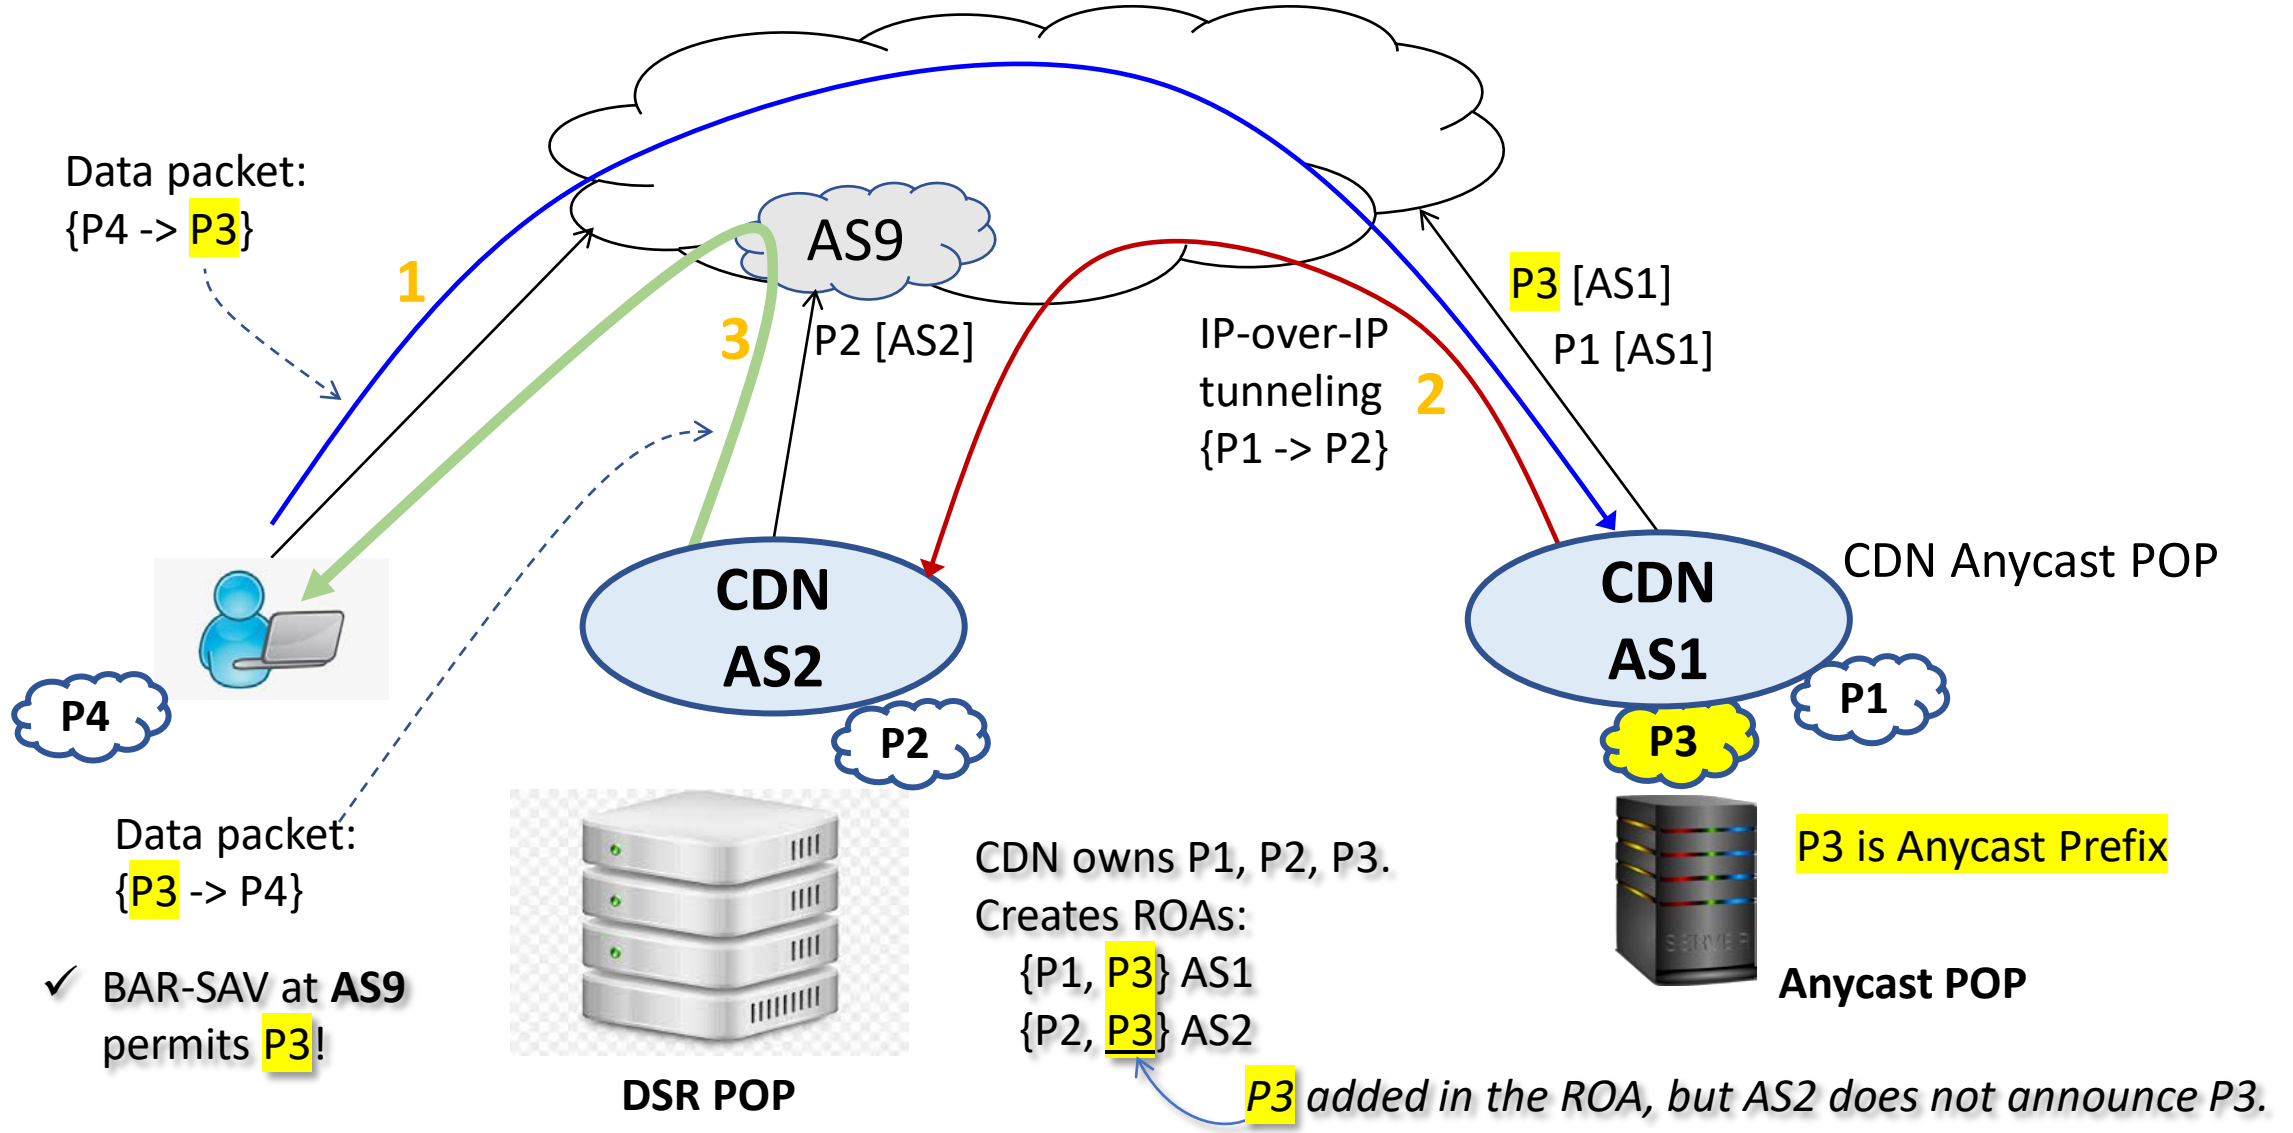 Data packet:
{P4 -> P3}
1
AS9
3
P2 [AS2]
IP-over-IP
tunneling
{P1 -> P2}
2
P3 [AS1]
P1 [AS1]
CDN
AS2
CDN
AS1
CDN Anycast POP
P4
P2
P3
P1
Data packet:
{P3 -> P4}
✓ BAR-SAV at AS9
permits P3!
DSR POP
CDN owns P1, P2, P3.
Creates ROAs:
{P1, P3} AS1
{P2, P3} AS2
P3 added in the ROA, but AS2 does not announce P3.
P3 is Anycast Prefix
Anycast POP